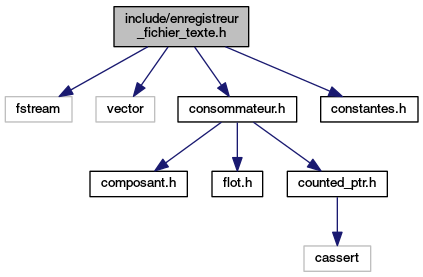 include/enregistreur
_fichier_texte.h
fstream
vector
consommateur.h
constantes.h
composant.h
flot.h
counted_ptr.h
cassert